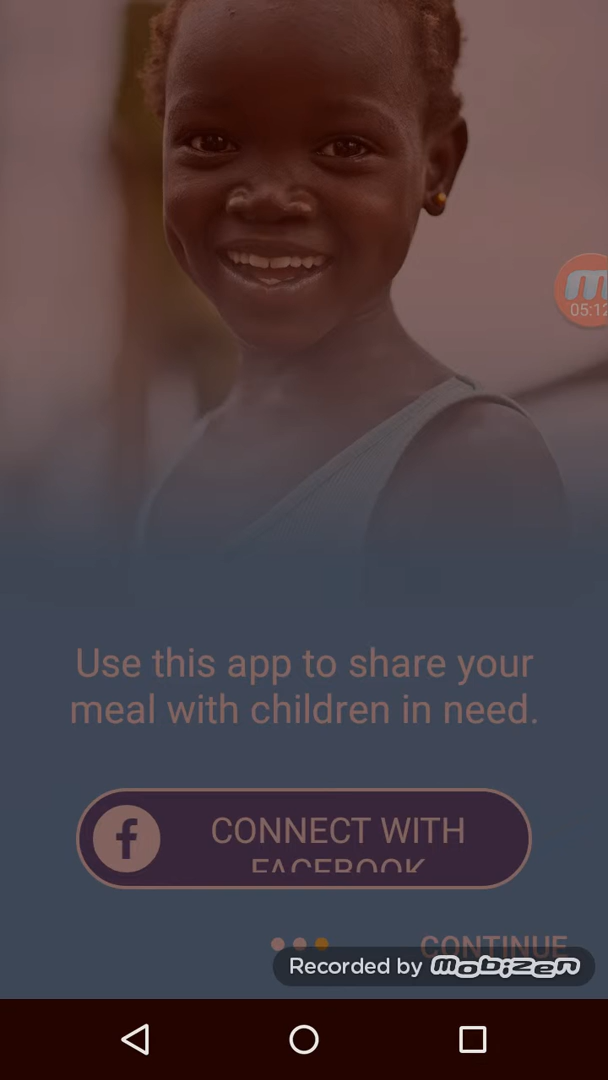 m
05:12
Use this app to share your
meal with children in need.
f
CONNECT WITH
FACEBOOK
CONTINUE
Recorded by mobizen